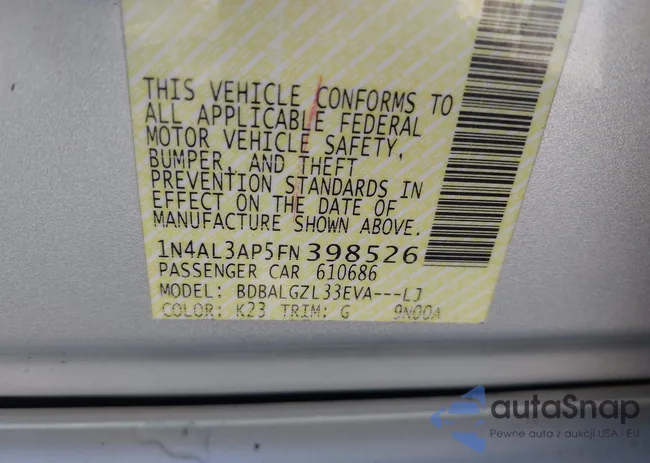 THIS VEHICLE CONFORMS TO
ALL APPLICABLE FEDERAL
MOTOR VEHICLE SAFETY,
BUMPER, AND THEFT
PREVENTION STANDARDS IN
EFFECT ON THE DATE OF
MANUFACTURE SHOWN ABOVE.
1N4AL3AP5FN 398526
PASSENGER CAR 610686
MODEL: BDBALGZL33EVA---LJ
COLOR: K23 TRIM: G 9N00A
autaSnap
Pewne auta z aukcji USA i EU